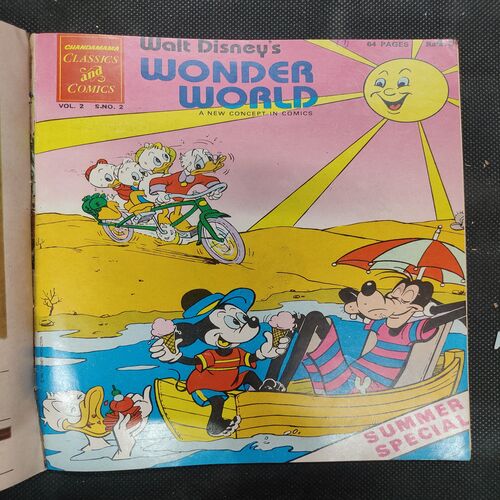 CHANDAMAMA
CLASSICS
and
COMICS
VOL. 2 S.NO. 2
Walt Disney's
WONDER
WORLD
A NEW CONCEPT IN COMICS
64 PAGES
SUMMER
SPECIAL